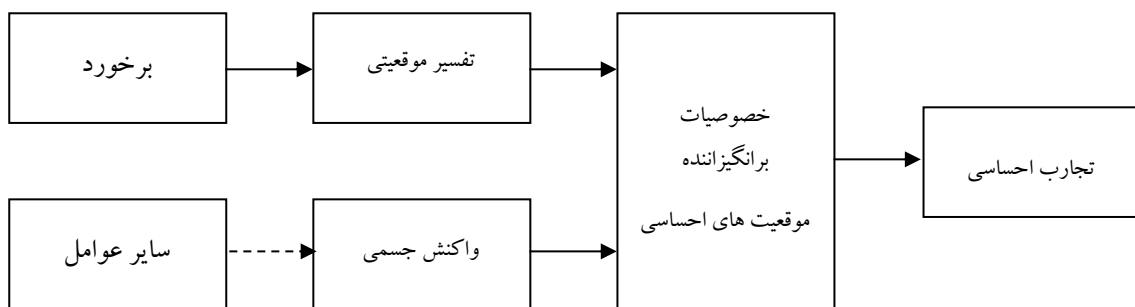 برخورد
تفسیر موقعیتی
خصوصیات
برانگیزاننده
موقعیت های احساسی
تجارب احساسی
سایر عوامل
واکنش جسمی